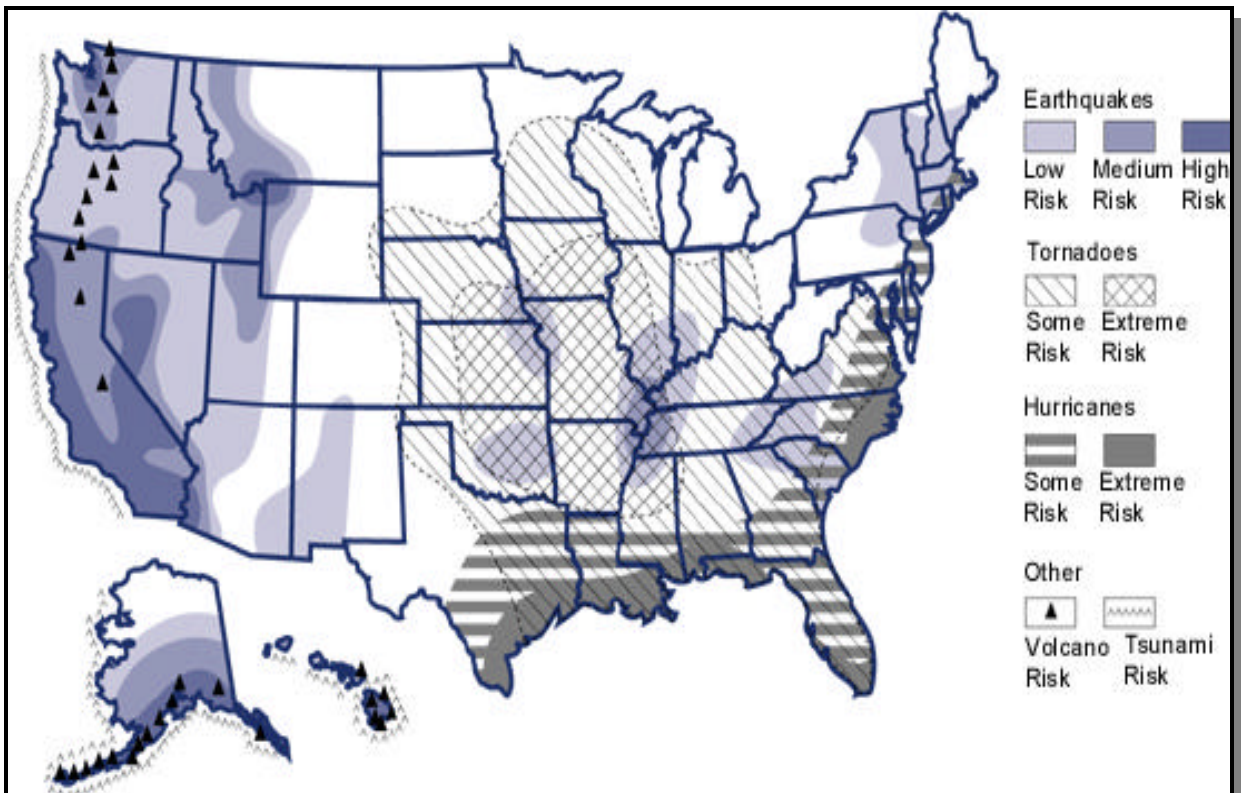 Earthquakes
Low Medium High
Risk Risk Risk
Tornadoes
Some Extreme
Risk Risk
Hurricanes
Some Extreme
Risk Risk
Other
Volcano Tsunami
Risk Risk